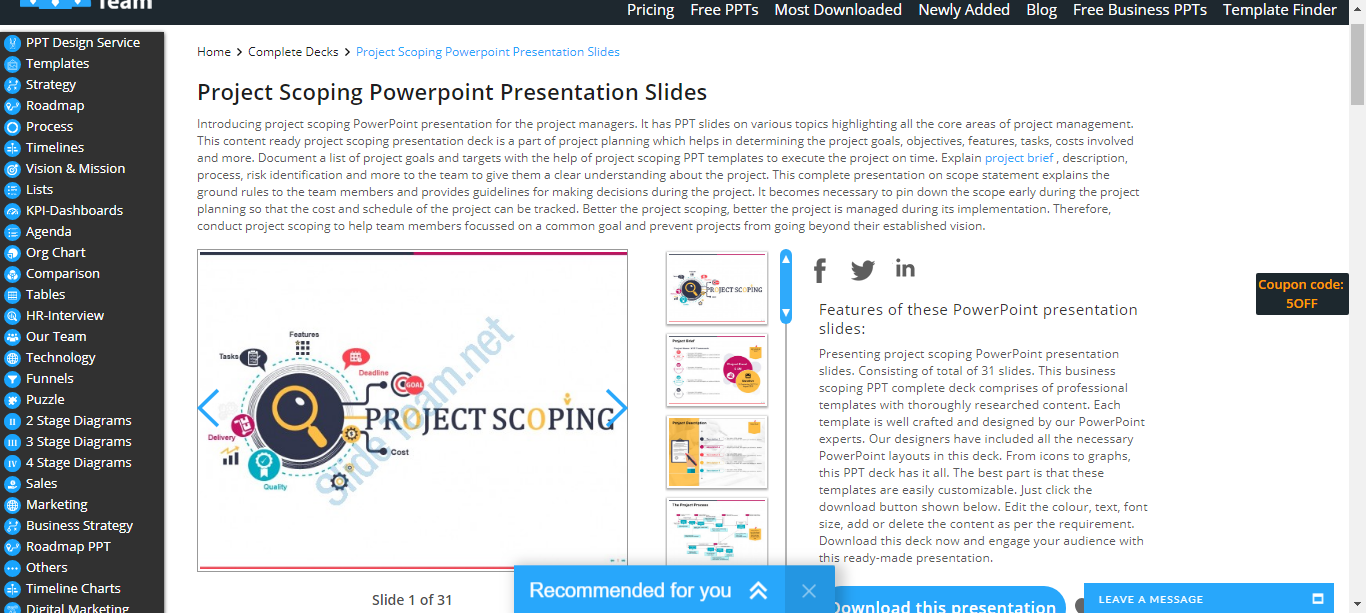 Team
Pricing Free PPTs Most Downloaded Newly Added Blog Free Business PPTs Template Finder
PPT Design Service
Templates
Strategy
Roadmap
Process
Timelines
Vision & Mission
Lists
KPI-Dashboards
Agenda
Org Chart
Comparison
Tables
HR-Interview
Our Team
Technology
Funnels
Puzzle
2 Stage Diagrams
3 Stage Diagrams
4 Stage Diagrams
Sales
Marketing
Business Strategy
Roadmap PPT
Others
Timeline Charts
Digital Marketing
Home > Complete Decks > Project Scoping Powerpoint Presentation Slides
Project Scoping Powerpoint Presentation Slides
Introducing project scoping PowerPoint presentation for the project managers. It has PPT slides on various topics highlighting all the core areas of project management.
This content ready project scoping presentation deck is a part of project planning which helps in determining the project goals, objectives, features, tasks, costs involved
and more. Document a list of project goals and targets with the help of project scoping PPT templates to execute the project on time. Explain project brief , description,
process, risk identification and more to the team to give them a clear understanding about the project. This complete presentation on scope statement explains the
ground rules to the team members and provides guidelines for making decisions during the project. It becomes necessary to pin down the scope early during the project
planning so that the cost and schedule of the project can be tracked. Better the project scoping, better the project is managed during its implementation. Therefore,
conduct project scoping to help team members focussed on a common goal and prevent projects from going beyond their established vision.
Features
Tasks
Deadline
GOAL
PROJECT SCOPING
Delivery
Cost
Quality
SlideTeam.net
Slide 1 of 31
PROJECT SCOPING
Project Brief
Project Description
The Project Process
Features of these PowerPoint presentation
slides:
Presenting project scoping PowerPoint presentation
slides. Consisting of total of 31 slides. This business
scoping PPT complete deck comprises of professional
templates with thoroughly researched content. Each
template is well crafted and designed by our PowerPoint
experts. Our designers have included all the necessary
PowerPoint layouts in this deck. From icons to graphs,
this PPT deck has it all. The best part is that these
templates are easily customizable. Just click the
download button shown below. Edit the colour, text, font
size, add or delete the content as per the requirement.
Download this deck now and engage your audience with
this ready-made presentation.
Download this presentation
Coupon code:
5OFF
Recommended for you
LEAVE A MESSAGE